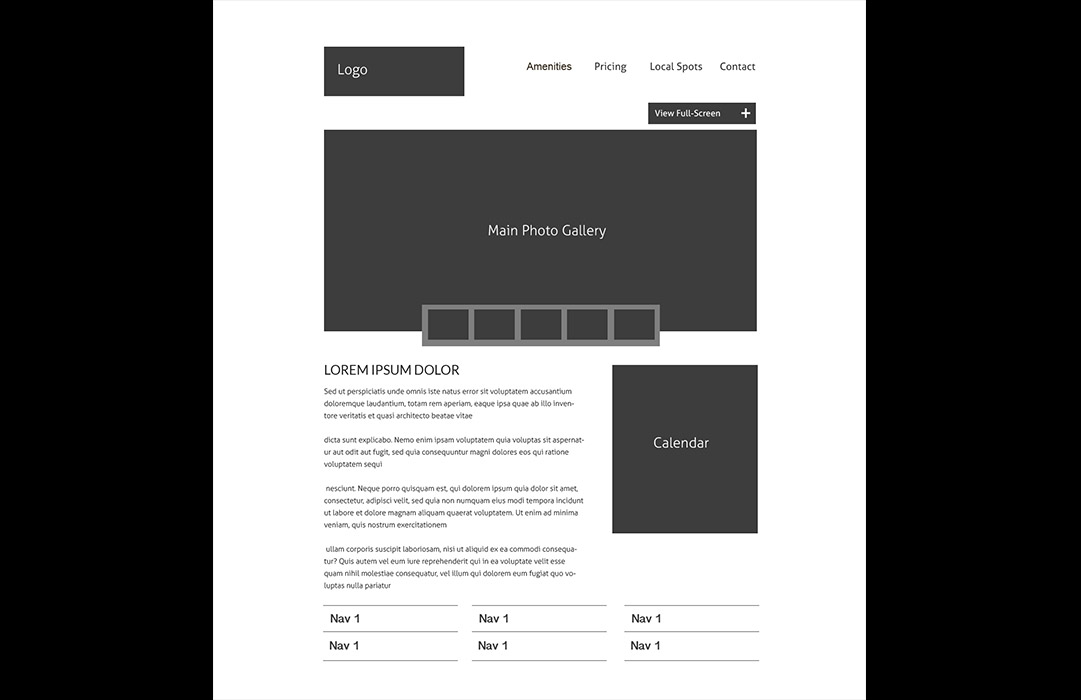 Logo
Amenities Pricing Local Spots Contact
View Full-Screen +
Main Photo Gallery
LOREM IPSUM DOLOR
Sed ut perspiciatis unde omnis iste natus error sit voluptatem accusantium
doloremque laudantium, totam rem aperiam, eaque ipsa quae ab illo inven-
tore veritatis et quasi architecto beatae vitae
dicta sunt explicabo. Nemo enim ipsam voluptatem quia voluptas sit aspernat-
ur aut odit aut fugit, sed quia consequuntur magni dolores eos qui ratione
voluptatem sequi
nesciunt. Neque porro quisquam est, qui dolorem ipsum quia dolor sit amet,
consectetur, adipisci velit, sed quia non numquam eius modi tempora incidunt
ut labore et dolore magnam aliquam quaerat voluptatem. Ut enim ad minima
veniam, quis nostrum exercitationem
ullam corporis suscipit laboriosam, nisi ut aliquid ex ea commodi consequa-
tur? Quis autem vel eum iure reprehenderit qui in ea voluptate velit esse
quam nihil molestiae consequatur, vel illum qui dolorem eum fugiat quo vo-
luptas nulla pariatur
Calendar
Nav 1 Nav 1 Nav 1
Nav 1 Nav 1 Nav 1